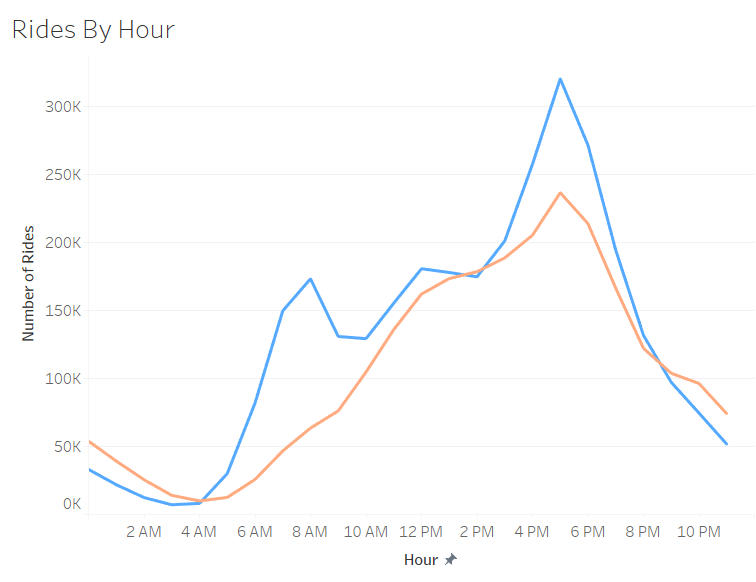 Rides By Hour
300K
250K
200K
150K
100K
50K
0K
Number of Rides
2 AM 4 AM 6 AM 8 AM 10 AM 12 PM 2 PM 4 PM 6 PM 8 PM 10 PM
Hour